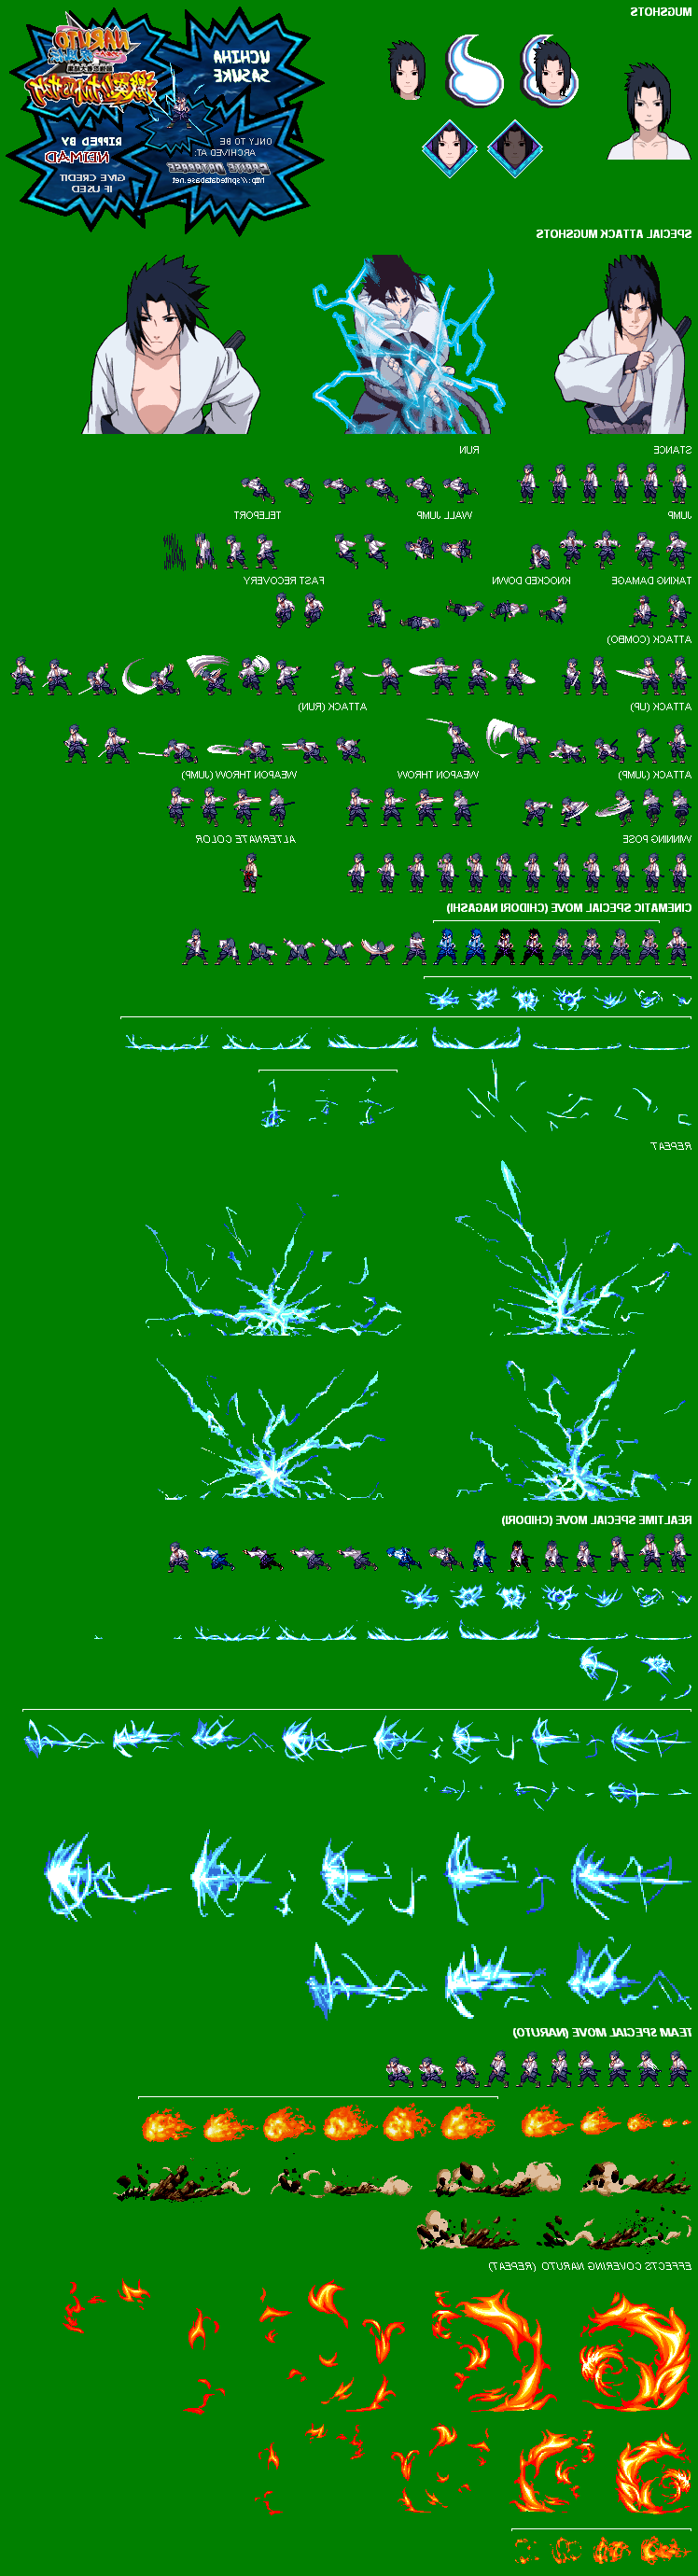 MUGSHOTS
NARUTO
UCHIHA
SASUKE
RIPPED BY
NEIMAD
GIVE CREDIT
IF USED
ONLY TO BE
ARCHIVED AT:
SPRITE DATABASE
http://spritedatabase.net
SPECIAL ATTACK MUGSHOTS
STANCE
RUN
JUMP
WALL JUMP
TELEPORT
TAKING DAMAGE
KNOCKED DOWN
FAST RECOVERY
ATTACK (COMBO)
ATTACK (UP)
ATTACK (RUN)
ATTACK (JUMP)
WEAPON THROW
WEAPON THROW (JUMP)
WINNING POSE
ALTERNATE COLOR
CINEMATIC SPECIAL MOVE (CHIDORI NAGASHI)
REPEAT
REALTIME SPECIAL MOVE (CHIDORI)
TEAM SPECIAL MOVE (NARUTO)
EFFECTS COVERING NARUTO (REPEAT)